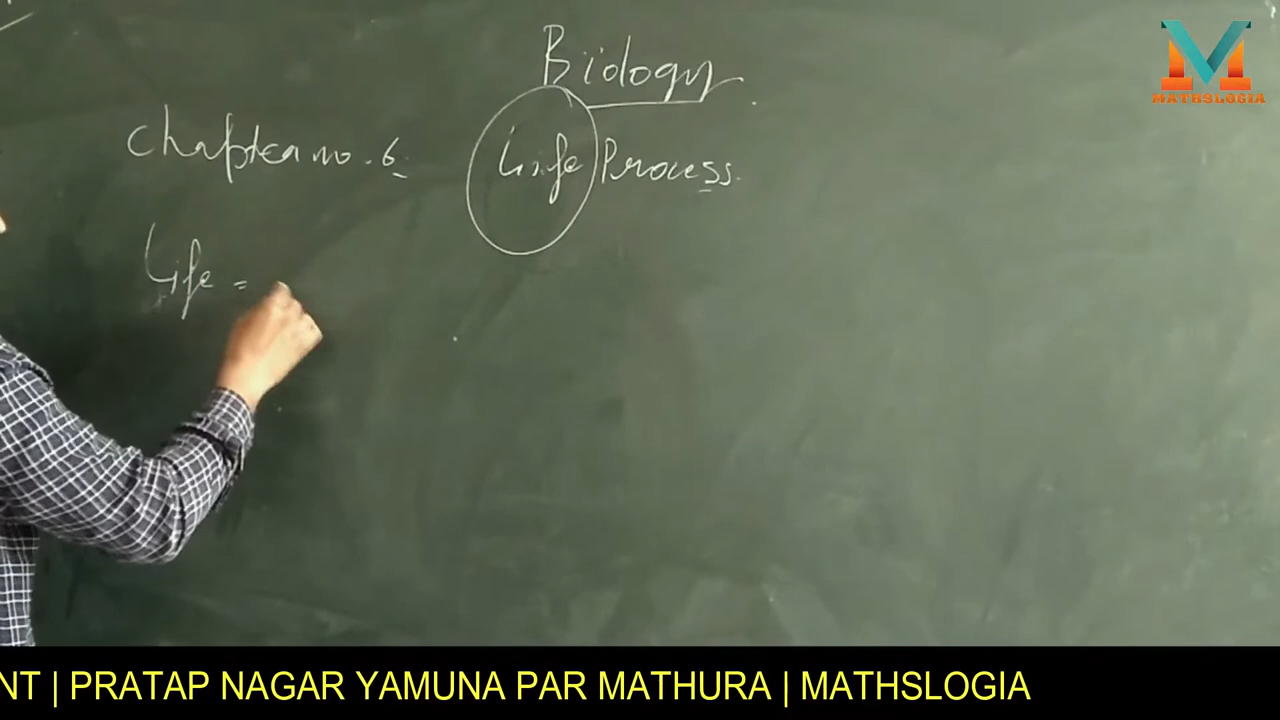 Biology
Chapter no. 6. Life Process.
Life =
MATHSLOGIA
NT | PRATAP NAGAR YAMUNA PAR MATHURA | MATHSLOGIA